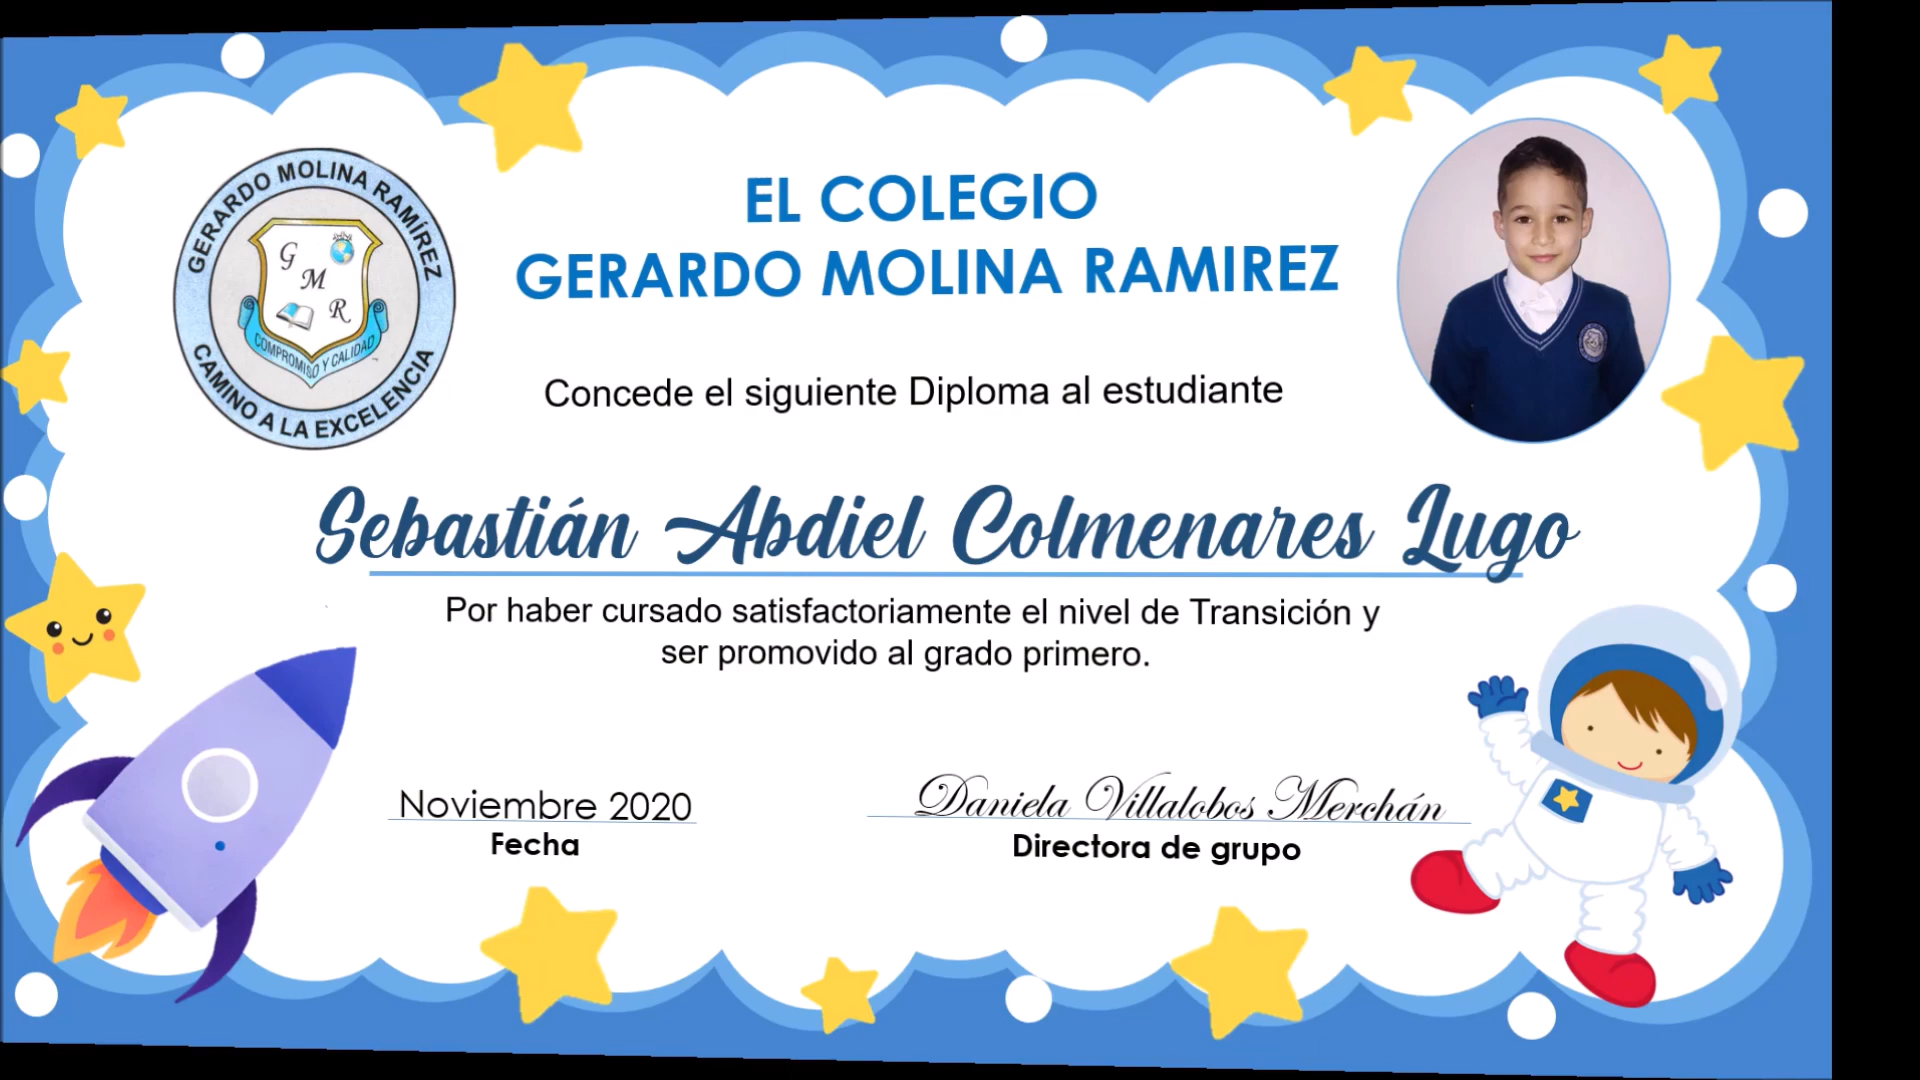 GERARDO MOLINA RAMÍREZ
G
M
R
COMPROMISO Y CALIDAD
CAMINO A LA EXCELENCIA
EL COLEGIO
GERARDO MOLINA RAMIREZ
Concede el siguiente Diploma al estudiante
Sebastián Abdiel Colmenares Lugo
Por haber cursado satisfactoriamente el nivel de Transición y
ser promovido al grado primero.
Noviembre 2020
Fecha
Daniela Villalobos Merchán
Directora de grupo